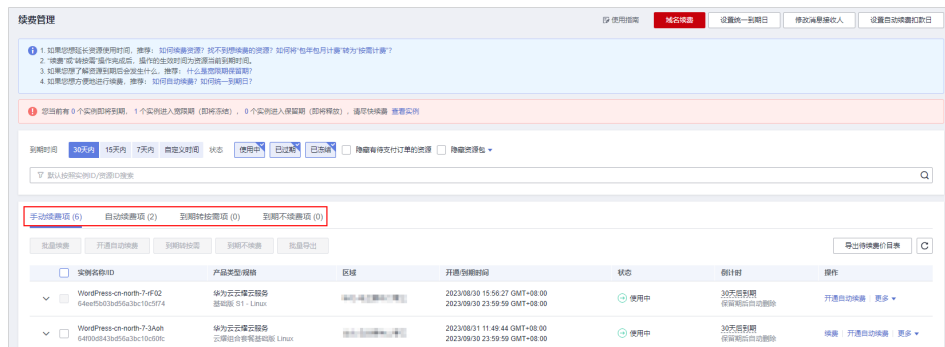 续费管理
使用指南 域名续费 设置统一到期日 修改消息接收人 设置自动续费扣款日
1. 如果您想延长资源使用时间，推荐： 如何续费资源？找不到想续费的资源？如何将“包年包月计费”转为“按需计费”？
2. “续费”或“转按需”操作完成后，操作的生效时间为资源当前到期时间。
3. 如果您想了解资源到期后会发生什么，推荐： 什么是宽限期保留期？
4. 如果您想方便地进行续费，推荐： 如何自动续费？如何统一到期日？
您当前有 0 个实例即将到期， 1 个实例进入宽限期（即将冻结）， 0 个实例进入保留期（即将释放），请尽快续费 查看实例
到期时间 30天内 15天内 7天内 自定义时间 状态 使用中 已过期 已冻结 隐藏有待支付订单的资源 隐藏资源包
默认按照实例ID/资源ID搜索
手动续费项 (6) 自动续费项 (2) 到期转按需项 (0) 到期不续费项 (0)
批量续费 开通自动续费 到期转按需 到期不续费 批量导出 导出待续费价目表
实例名称/ID 产品类型/规格 区域 开通/到期时间 状态 倒计时 操作
WordPress-cn-north-7-rF02 华为云云耀云服务 2023/08/30 15:56:27 GMT+08:00 使用中 30天后到期 开通自动续费 更多
64eef5b03bd56a3bc10c5f74 基础版 S1 - Linux 2023/09/30 23:59:59 GMT+08:00 保留期后自动删除
WordPress-cn-north-7-3Aoh 华为云云耀云服务 2023/08/31 11:49:44 GMT+08:00 使用中 30天后到期 续费 开通自动续费 更多
64f00d843bd56a3bc10c60fc 云耀组合套餐基础版 Linux 2023/09/30 23:59:59 GMT+08:00 保留期后自动删除